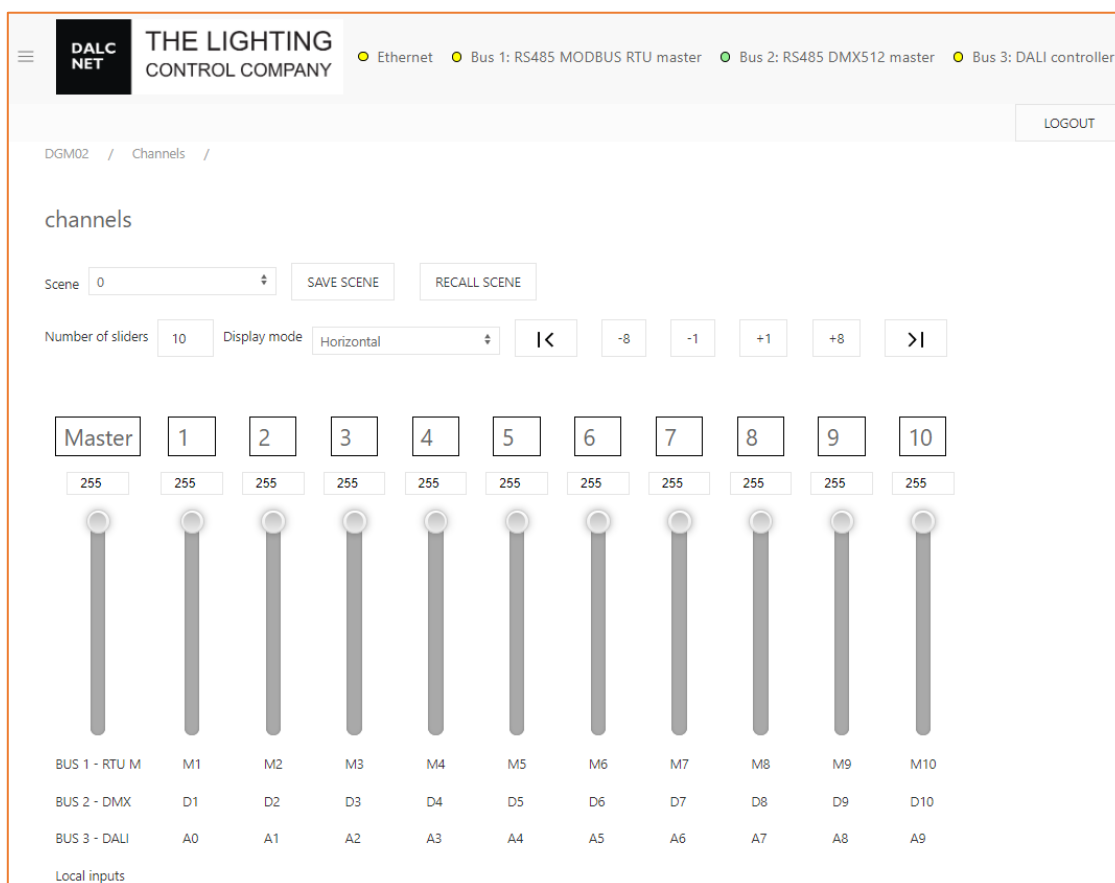 DALC
NET
THE LIGHTING
CONTROL COMPANY
Ethernet Bus 1: RS485 MODBUS RTU master Bus 2: RS485 DMX512 master Bus 3: DALI controller
LOGOUT
DGM02 / Channels /
channels
Scene 0 SAVE SCENE RECALL SCENE
Number of sliders 10 Display mode Horizontal -8 -1 +1 +8
Master 1 2 3 4 5 6 7 8 9 10
255 255 255 255 255 255 255 255 255 255 255
BUS 1 - RTU M M1 M2 M3 M4 M5 M6 M7 M8 M9 M10
BUS 2 - DMX D1 D2 D3 D4 D5 D6 D7 D8 D9 D10
BUS 3 - DALI A0 A1 A2 A3 A4 A5 A6 A7 A8 A9
Local inputs